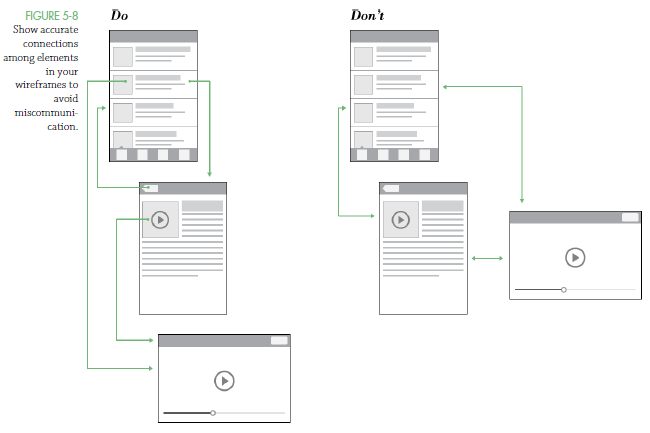 FIGURE 5-8
Show accurate
connections
among elements
in your
wireframes to
avoid
miscommuni-
cation.
Do
Don't